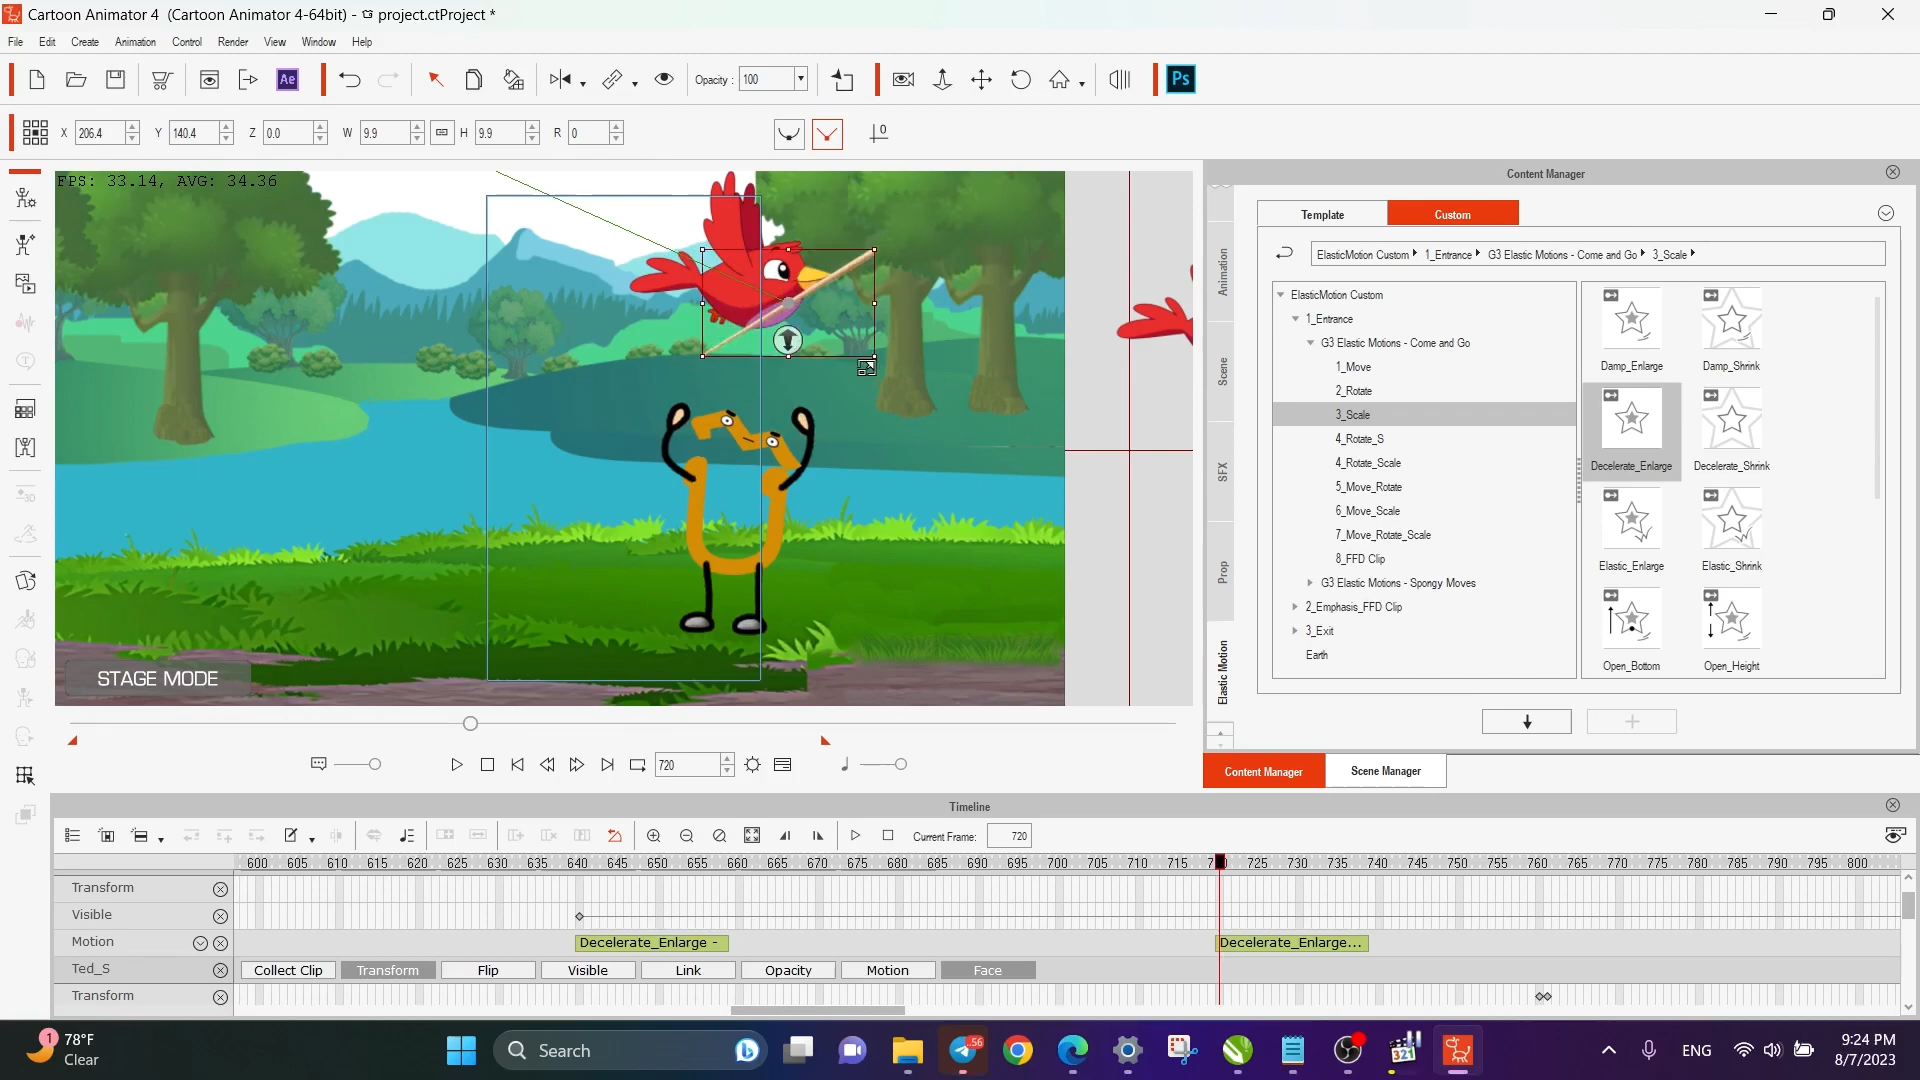 Cartoon Animator 4 (Cartoon Animator 4-64bit) - project.ctProject *
File Edit Create Animation Control Render View Window Help
Ae Opacity : 100 Ps
X 206.4 Y 140.4 Z 0.0 W 9.9 H 9.9 R 0 0
FPS: 33.14, AVG: 34.36
STAGE MODE
Content Manager
Template Custom
ElasticMotion Custom 1_Entrance G3 Elastic Motions - Come and Go 3_Scale
Animation
Scene
SFX
Prop
Elastic Motion
ElasticMotion Custom
1_Entrance
G3 Elastic Motions - Come and Go
1_Move
2_Rotate
3_Scale
4_Rotate_S
4_Rotate_Scale
5_Move_Rotate
6_Move_Scale
7_Move_Rotate_Scale
8_FFD Clip
G3 Elastic Motions - Spongy Moves
2_Emphasis_FFD Clip
3_Exit
Earth
Damp_Enlarge Damp_Shrink
Decelerate_Enlarge Decelerate_Shrink
Elastic_Enlarge Elastic_Shrink
Open_Bottom Open_Height
720
Content Manager Scene Manager
Timeline
Current Frame: 720
600 605 610 615 620 625 630 635 640 645 650 655 660 665 670 675 680 685 690 695 700 705 710 715 720 725 730 735 740 745 750 755 760 765 770 775 780 785 790 795 800
Transform
Visible
Motion Decelerate_Enlarge - Decelerate_Enlarge...
Ted_S Collect Clip Transform Flip Visible Link Opacity Motion Face
Transform
1 78°F
Clear
Search
..56
321
ENG
9:24 PM
8/7/2023